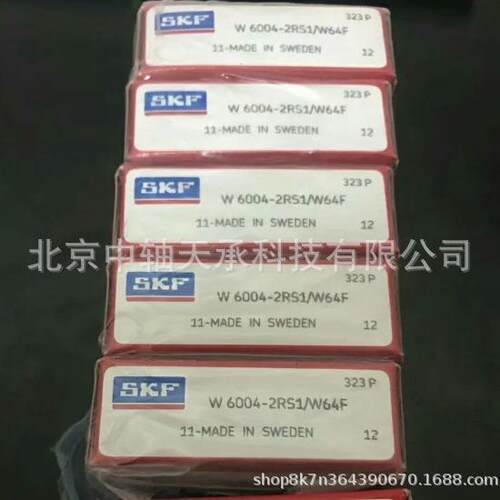 323 P
SKF
W 6004-2RS1/W64F
11-MADE IN SWEDEN
12
323 P
SKF
W 6004-2RS1/W64F
11-MADE IN SWEDEN
12
323 P
SKF
W 6004-2RS1/W64F
11-MADE IN SWEDEN
12
北京中轴天承科技有限公司
323 P
SKF
W 6004-2RS1/W64F
11-MADE IN SWEDEN
12
323 P
SKF
W 6004-2RS1/W64F
11-MADE IN SWEDEN
12
shop8k7n364390670.1688.com